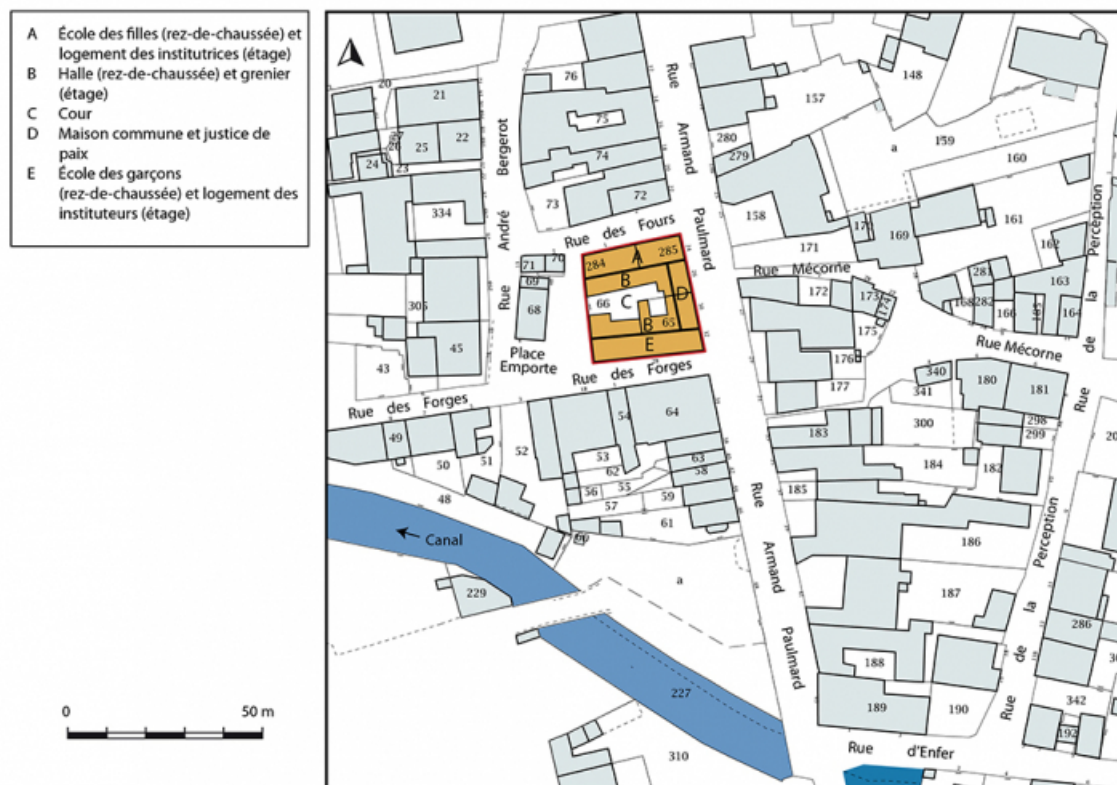 A École des filles (rez-de-chaussée) et
logement des institutrices (étage)
B Halle (rez-de-chaussée) et grenier
(étage)
C Cour
D Maison commune et justice de
paix
E École des garçons
(rez-de-chaussée) et logement des
instituteurs (étage)
0 50 m
20
21
22
25
24
23
334
305
45
43
Rue André Bergerot
76
75
74
73
72
Rue des Fours
71
70
69
68
Place
Emporte
284
285
A
B
66
C
D
B
65
E
Rue des Forges
Rue des Forges
Rue Armand Paulmard
280
279
157
148
a
159
160
158
171
169
161
162
Rue Mécorne
172
173
174
175
176
177
281
282
168
166
163
165
164
Rue Mécorne
Rue de la Perception
340
341
180
181
298
299
300
183
184
182
185
186
187
188
189
190
286
342
192
Rue de la Perception
49
50
51
52
48
54
64
53
62
63
58
56
55
59
57
61
60
Canal
229
a
227
310
Rue Armand Paulmard
Rue d'Enfer